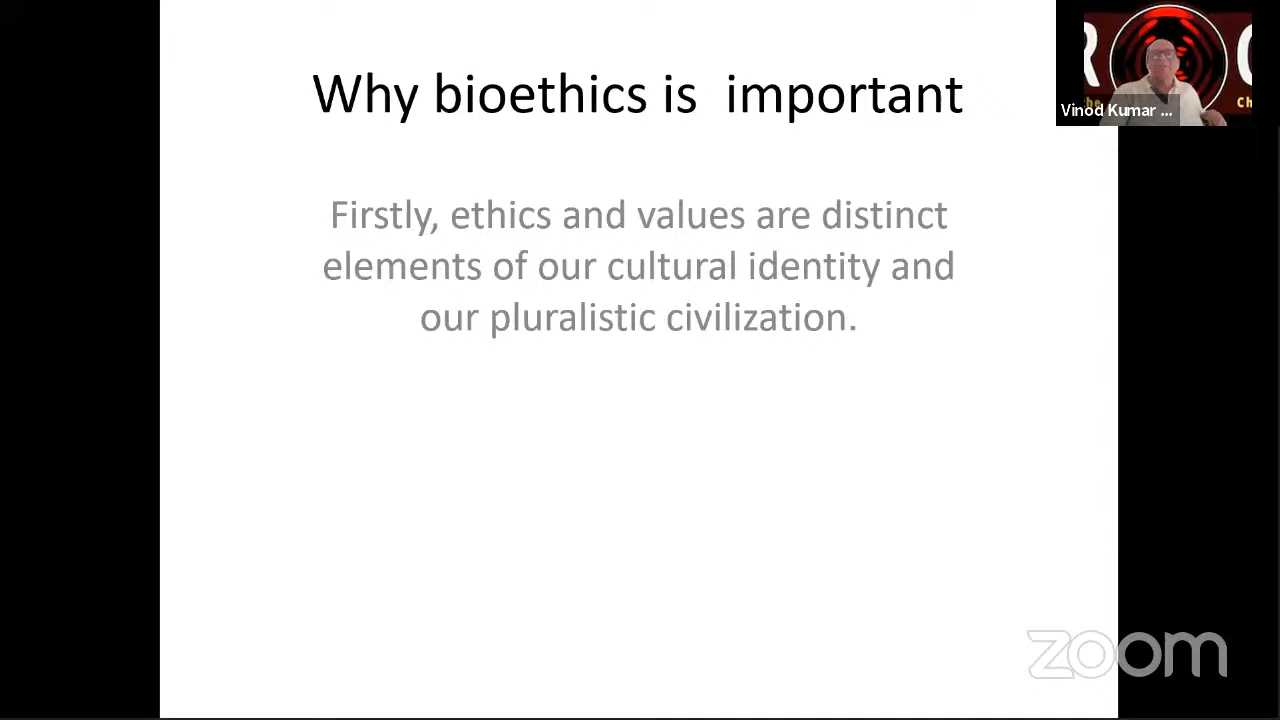 Why bioethics is  important
Firstly, ethics and values are distinct
elements of our cultural identity and
our pluralistic civilization.
R
C
Ch
Vinod Kumar ...
zoom